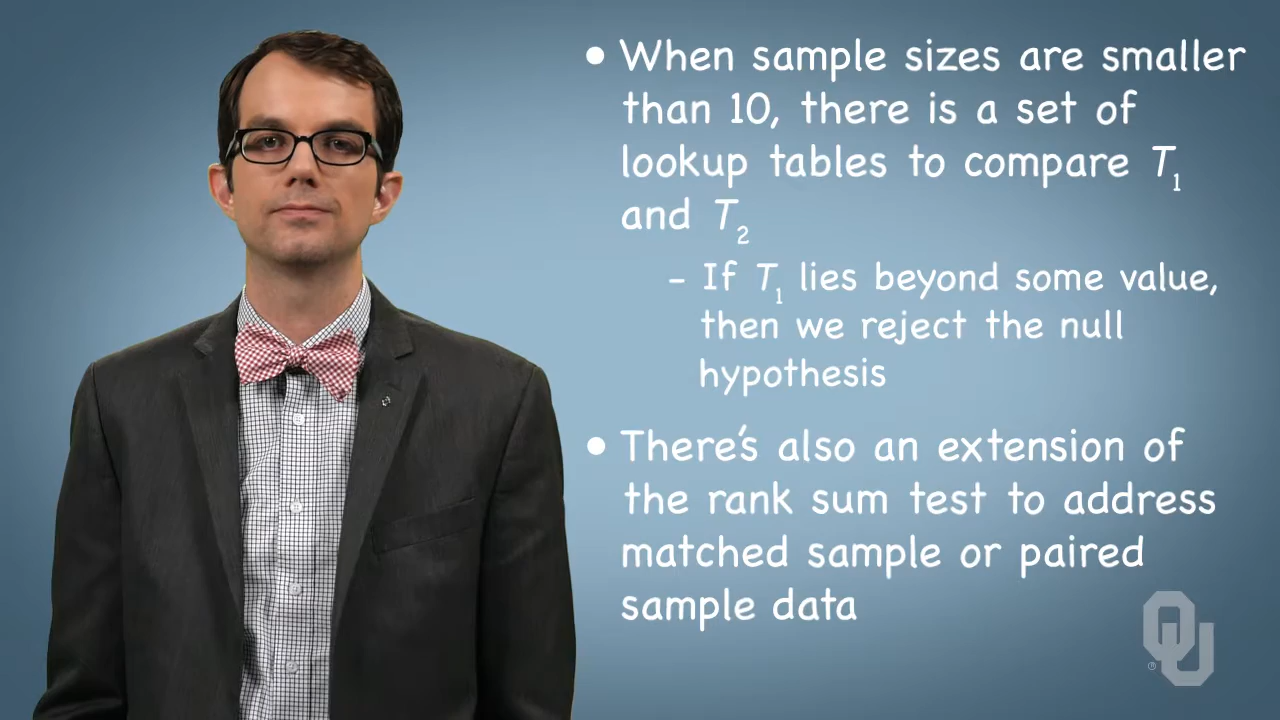 • When sample sizes are smaller
than 10, there is a set of
lookup tables to compare T₁
and T₂
– If T₁ lies beyond some value,
then we reject the null
hypothesis
• There's also an extension of
the rank sum test to address
matched sample or paired
sample data
OU
®